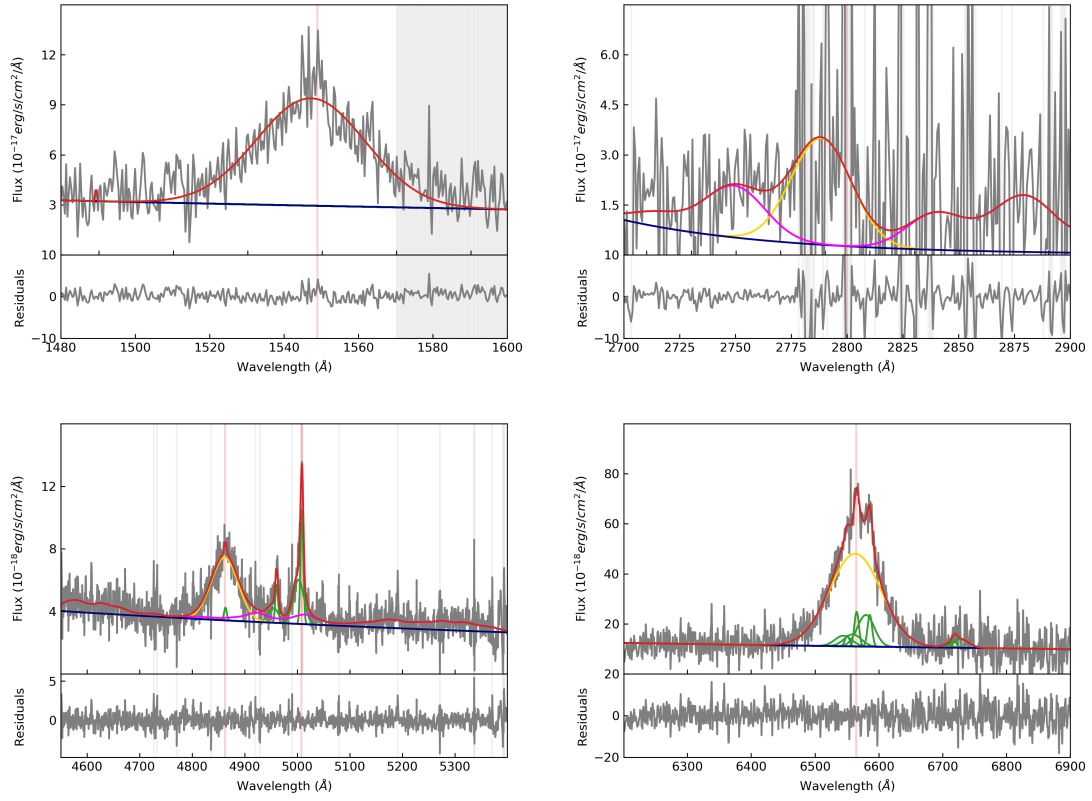 12
9
6
3
Flux (10⁻¹⁷erg/s/cm²/Å)
10
0
−10
Residuals
1480 1500 1520 1540 1560 1580 1600
Wavelength (Å)
6.0
4.5
3.0
1.5
Flux (10⁻¹⁷erg/s/cm²/Å)
10
0
−10
Residuals
2700 2725 2750 2775 2800 2825 2850 2875 2900
Wavelength (Å)
12
8
4
Flux (10⁻¹⁸erg/s/cm²/Å)
5
0
Residuals
4600 4700 4800 4900 5000 5100 5200 5300
Wavelength (Å)
80
60
40
20
Flux (10⁻¹⁸erg/s/cm²/Å)
20
0
−20
Residuals
6300 6400 6500 6600 6700 6800 6900
Wavelength (Å)